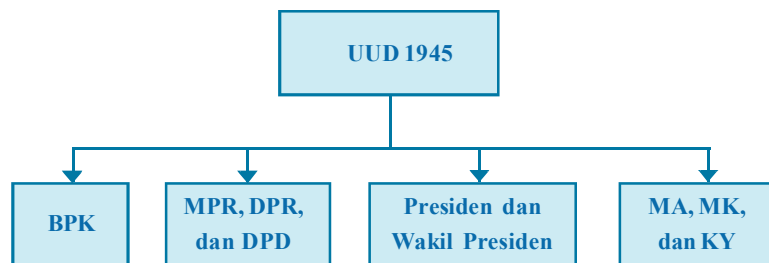 UUD 1945
BPK
MPR, DPR,
dan DPD
Presiden dan
Wakil Presiden
MA, MK,
dan KY